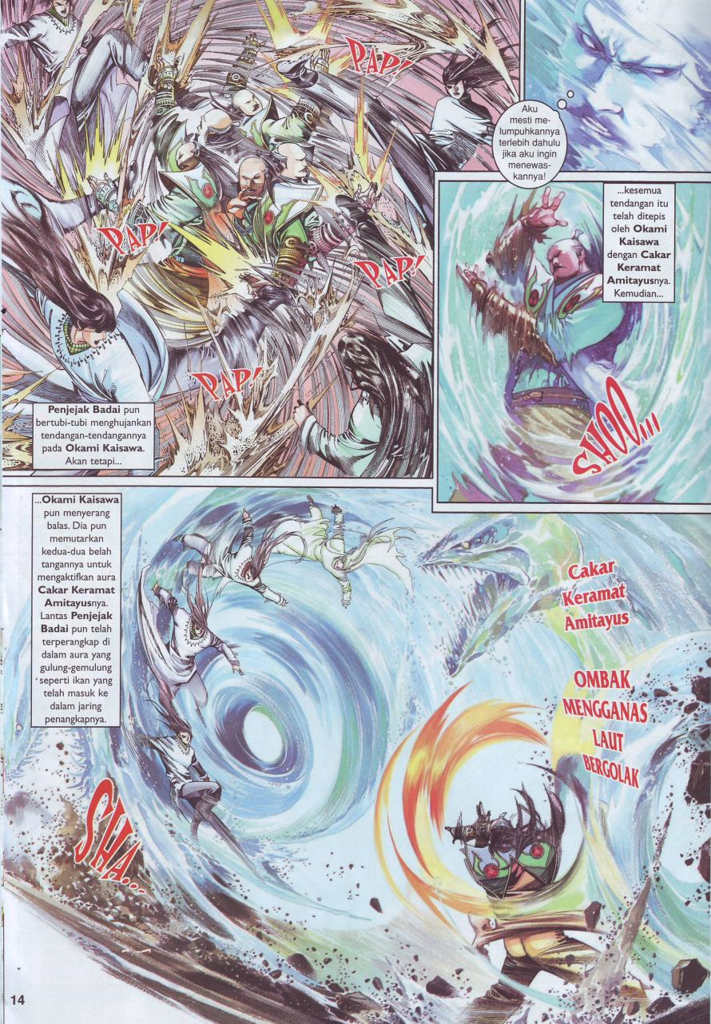 PAP!
Aku
mesti me-
lumpuhkannya
terlebih dahulu
jika aku ingin
menewas-
kannya!
PAP!
PAP!
PAP!
Penjejak Badai pun
bertubi-tubi menghujankan
tendangan-tendangannya
pada Okami Kaisawa.
Akan tetapi...
...kesemua
tendangan itu
telah ditepis
oleh Okami
Kaisawa
dengan Cakar
Keramat
Amitayusnya.
Kemudian...
SHOO...
...Okami Kaisawa
pun menyerang
balas. Dia pun
memutarkan
kedua-dua belah
tangannya untuk
mengaktifkan aura
Cakar Keramat
Amitayusnya.
Lantas Penjejak
Badai pun telah
terperangkap di
dalam aura yang
gulung-gemulung
seperti ikan yang
telah masuk ke
dalam jaring
penangkapnya.
Cakar
Keramat
Amitayus
OMBAK
MENGGANAS
LAUT
BERGOLAK
SHA...
14